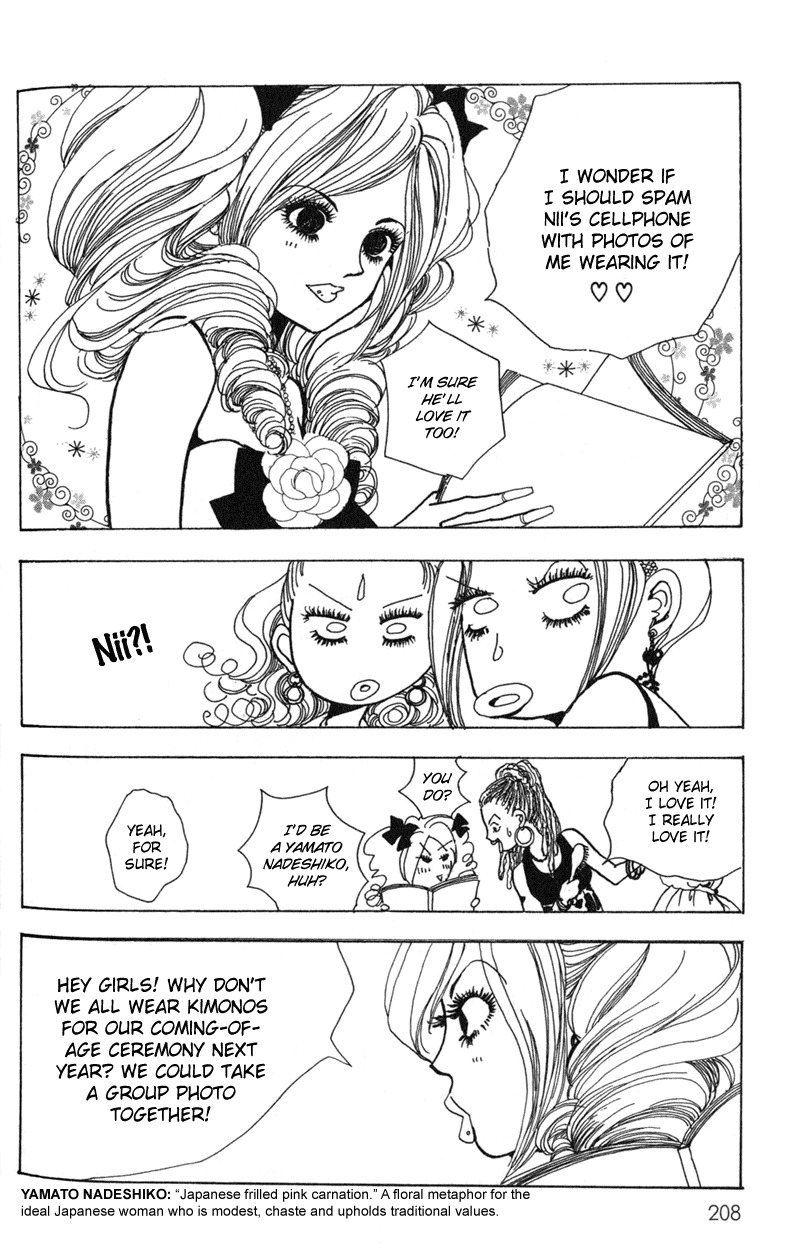 I WONDER IF
I SHOULD SPAM
NII'S CELLPHONE
WITH PHOTOS OF
ME WEARING IT!
♡ ♡
I'M SURE
HE'LL
LOVE IT
TOO!
Nii?!
OH YEAH,
I LOVE IT!
I REALLY
LOVE IT!
YOU
DO?
I'D BE
A YAMATO
NADESHIKO,
HUH?
YEAH,
FOR
SURE!
HEY GIRLS! WHY DON'T
WE ALL WEAR KIMONOS
FOR OUR COMING-OF-
AGE CEREMONY NEXT
YEAR? WE COULD TAKE
A GROUP PHOTO
TOGETHER!
YAMATO NADESHIKO: “Japanese frilled pink carnation.” A floral metaphor for the
ideal Japanese woman who is modest, chaste and upholds traditional values.
208